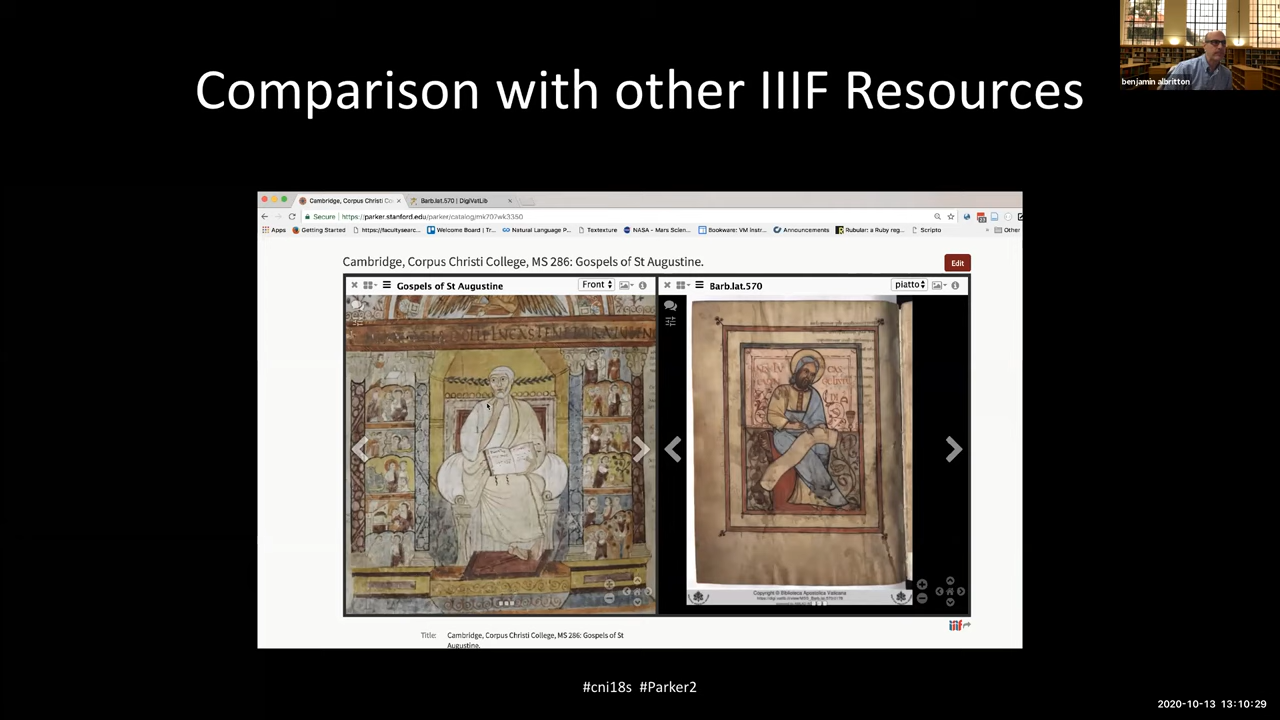 Comparison with other IIIF Resources
benjamin albritton
Cambridge, Corpus Christi Co
Barb.lat.570 | DigiVatLib
Secure | https://parker.stanford.edu/parker/catalog/mk707wk3350
Apps Getting Started https://facultysearc... Welcome Board | Tr... Natural Language P... Textexture NASA - Mars Scien... Bookware: VM Instr... Announcements Rubular: a Ruby reg... Scripto » Other
Cambridge, Corpus Christi College, MS 286: Gospels of St Augustine.
Edit
Gospels of St Augustine
Front
Barb.lat.570
piatto
Copyright © Biblioteca Apostolica Vaticana
iiif
Title: Cambridge, Corpus Christi College, MS 286: Gospels of St
Augustine.
#cni18s #Parker2
2020-10-13 13:10:29